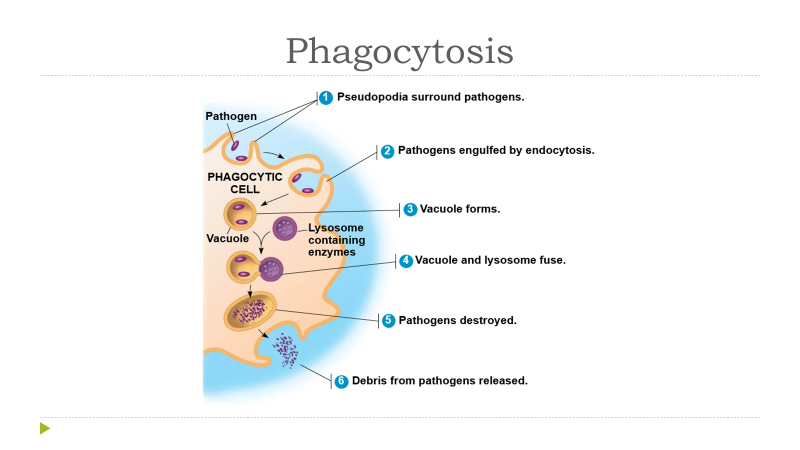 Phagocytosis
1 Pseudopodia surround pathogens.
Pathogen
2 Pathogens engulfed by endocytosis.
PHAGOCYTIC
CELL
3 Vacuole forms.
Vacuole
Lysosome
containing
enzymes
4 Vacuole and lysosome fuse.
5 Pathogens destroyed.
6 Debris from pathogens released.